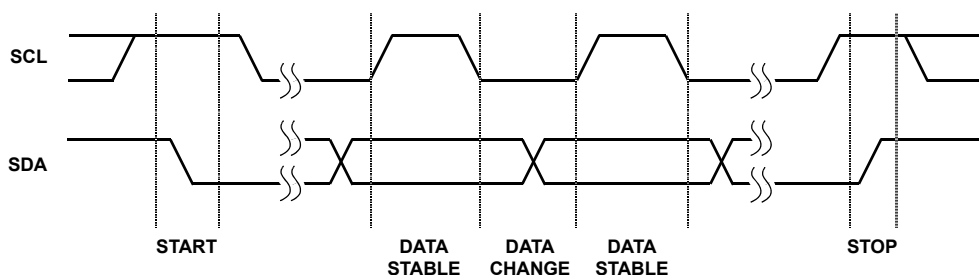 SCL
SDA
START
DATA
STABLE
DATA
CHANGE
DATA
STABLE
STOP